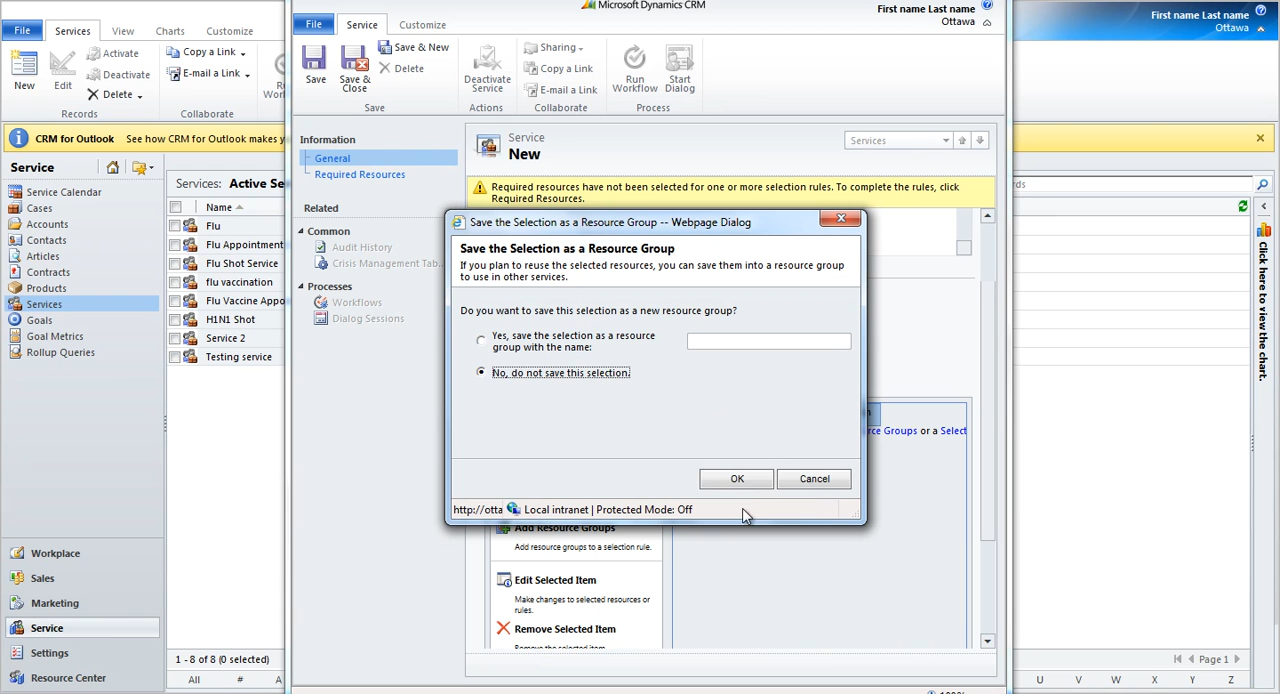 File
Services
View
Charts
Customize
New
Edit
Activate
Deactivate
Delete
Copy a Link
E-mail a Link
Records
Collaborate
CRM for Outlook See how CRM for Outlook makes
Service
Service Calendar
Cases
Accounts
Contacts
Articles
Contracts
Products
Services
Goals
Goal Metrics
Rollup Queries
Workplace
Sales
Marketing
Service
Settings
Resource Center
Services: Active Se
Name
Flu
Flu Appointment
Flu Shot Service
flu vaccination
Flu Vaccine Appo
H1N1 Shot
Service 2
Testing service
1 - 8 of 8 (0 selected)
All # A
Microsoft Dynamics CRM
First name Last name
Ottawa
File
Service
Customize
Save
Save & Close
Save & New
Delete
Save
Deactivate Service
Actions
Sharing
Copy a Link
E-mail a Link
Collaborate
Run Workflow
Start Dialog
Process
Information
General
Required Resources
Related
Common
Audit History
Crisis Management Tab...
Processes
Workflows
Dialog Sessions
Service
New
Services
Required resources have not been selected for one or more selection rules. To complete the rules, click
Required Resources.
Save the Selection as a Resource Group -- Webpage Dialog
Save the Selection as a Resource Group
If you plan to reuse the selected resources, you can save them into a resource group
to use in other services.
Do you want to save this selection as a new resource group?
Yes, save the selection as a resource
group with the name:
No, do not save this selection.
OK
Cancel
http://otta Local intranet | Protected Mode: Off
Groups or a Select
Add Resource Groups
Add resource groups to a selection rule.
Edit Selected Item
Make changes to selected resources or
rules.
Remove Selected Item
First name Last name
Ottawa
Click here to view the chart.
Page 1
U V W X Y Z